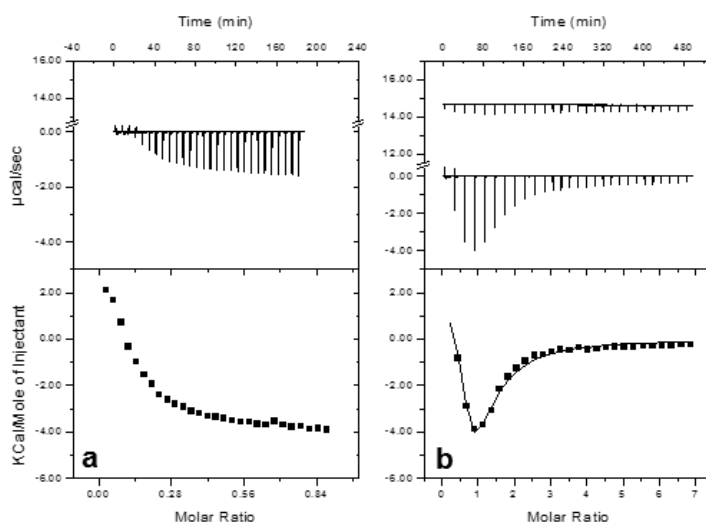 Time (min)
-40 0 40 80 120 160 200 240
Time (min)
0 80 160 240 320 400 480
16.00
14.00
0.00
-2.00
-4.00
µcal/sec
16.00
14.00
12.00
0.00
-2.00
-4.00
2.00
0.00
-2.00
-4.00
-6.00
KCal/Mole of Injectant
a
2.00
0.00
-2.00
-4.00
-6.00
b
0.00 0.28 0.56 0.84
Molar Ratio
0 1 2 3 4 5 6 7
Molar Ratio